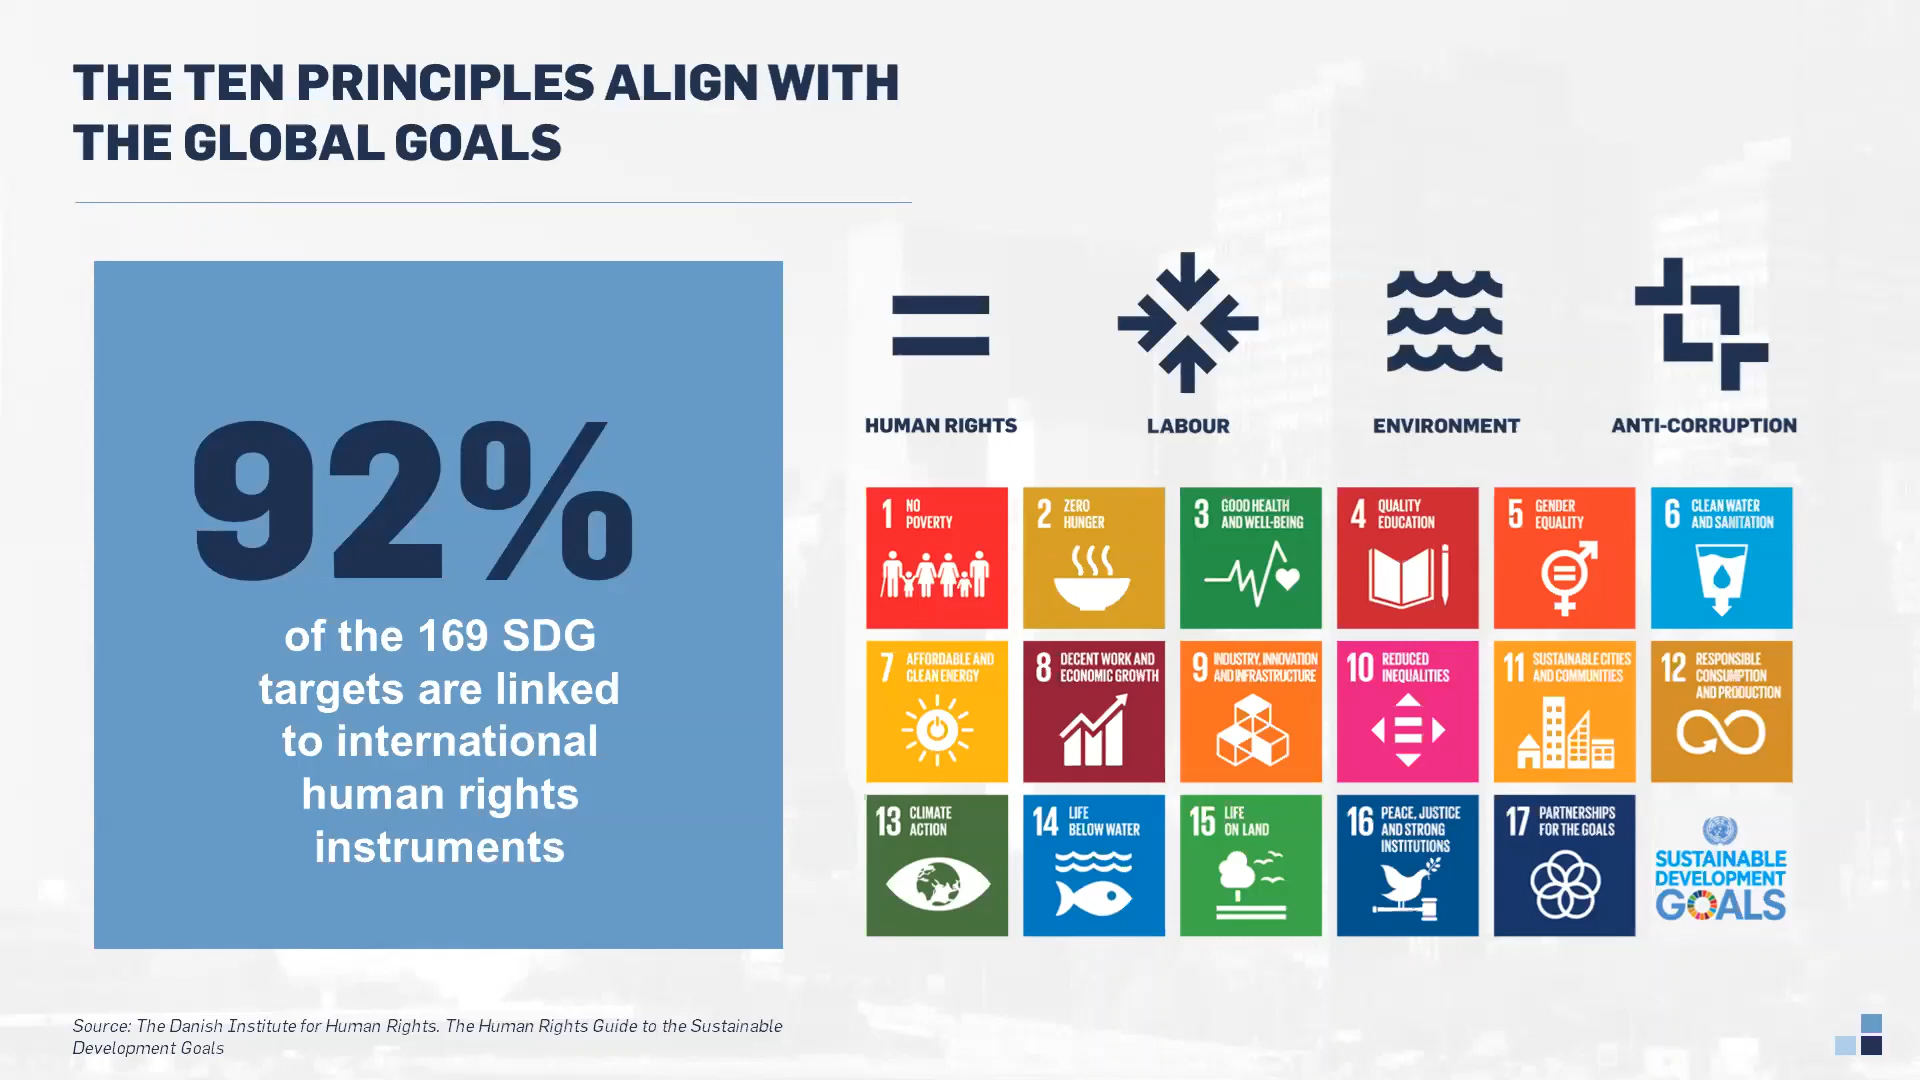 THE TEN PRINCIPLES ALIGN WITH
THE GLOBAL GOALS
92%
of the 169 SDG
targets are linked
to international
human rights
instruments
HUMAN RIGHTS
LABOUR
ENVIRONMENT
ANTI-CORRUPTION
1 NO
POVERTY
2 ZERO
HUNGER
3 GOOD HEALTH
AND WELL-BEING
4 QUALITY
EDUCATION
5 GENDER
EQUALITY
6 CLEAN WATER
AND SANITATION
7 AFFORDABLE AND
CLEAN ENERGY
8 DECENT WORK AND
ECONOMIC GROWTH
9 INDUSTRY, INNOVATION
AND INFRASTRUCTURE
10 REDUCED
INEQUALITIES
11 SUSTAINABLE CITIES
AND COMMUNITIES
12 RESPONSIBLE
CONSUMPTION
AND PRODUCTION
13 CLIMATE
ACTION
14 LIFE
BELOW WATER
15 LIFE
ON LAND
16 PEACE, JUSTICE
AND STRONG
INSTITUTIONS
17 PARTNERSHIPS
FOR THE GOALS
SUSTAINABLE
DEVELOPMENT
GOALS
Source: The Danish Institute for Human Rights. The Human Rights Guide to the Sustainable
Development Goals